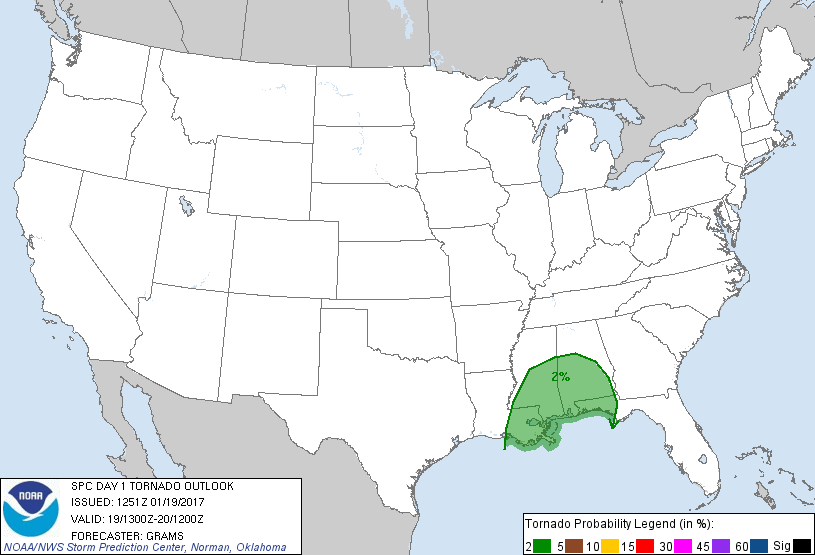 2%
SPC DAY 1 TORNADO OUTLOOK
ISSUED: 1251Z 01/19/2017
VALID: 19/1300Z-20/1200Z
FORECASTER: GRAMS
NOAA/NWS Storm Prediction Center, Norman, Oklahoma
NOAA
Tornado Probability Legend (in %):
2 5 10 15 30 45 60 Sig